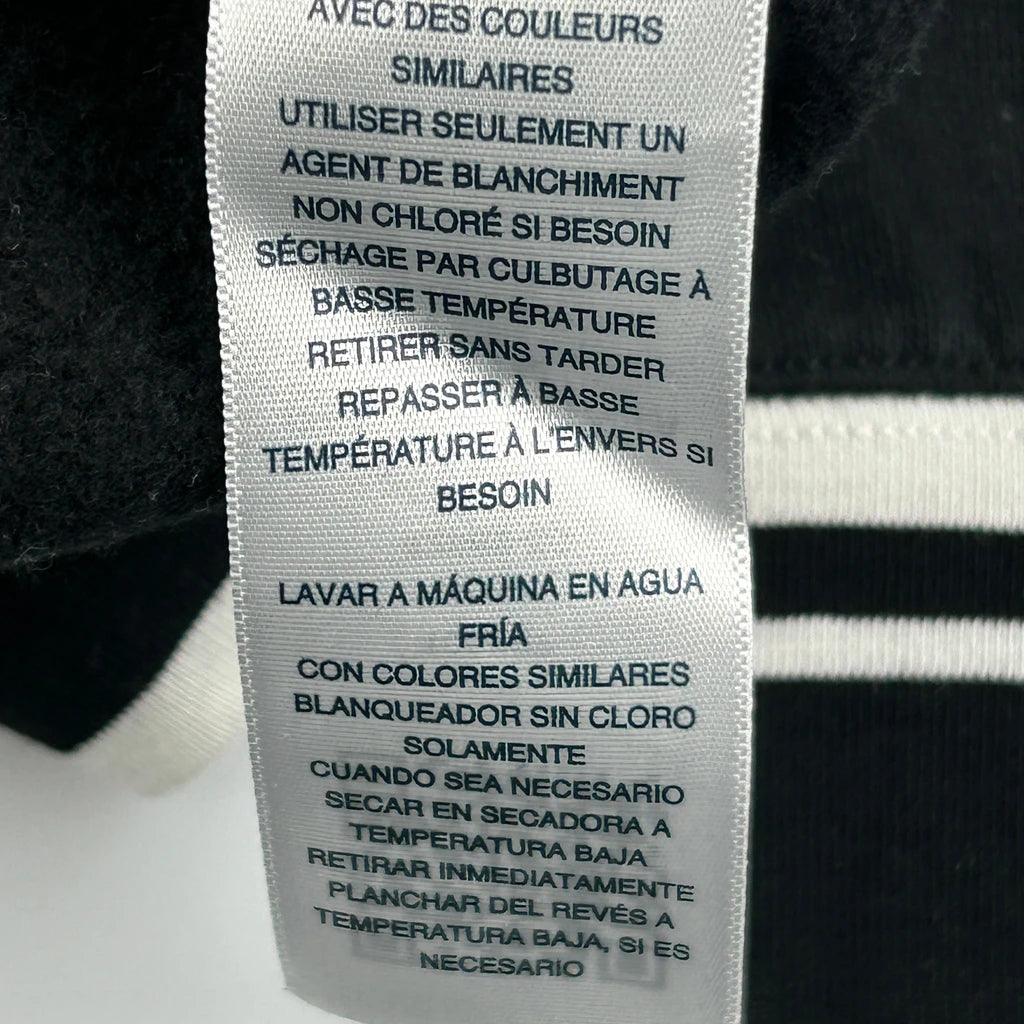 AVEC DES COULEURS
SIMILAIRES
UTILISER SEULEMENT UN
AGENT DE BLANCHIMENT
NON CHLORÉ SI BESOIN
SÉCHAGE PAR CULBUTAGE À
BASSE TEMPÉRATURE
RETIRER SANS TARDER
REPASSER À BASSE
TEMPÉRATURE À L'ENVERS SI
BESOIN
LAVAR A MÁQUINA EN AGUA
FRÍA
CON COLORES SIMILARES
BLANQUEADOR SIN CLORO
SOLAMENTE
CUANDO SEA NECESARIO
SECAR EN SECADORA A
TEMPERATURA BAJA
RETIRAR INMEDIATAMENTE
PLANCHAR DEL REVÉS A
TEMPERATURA BAJA, SI ES
NECESARIO